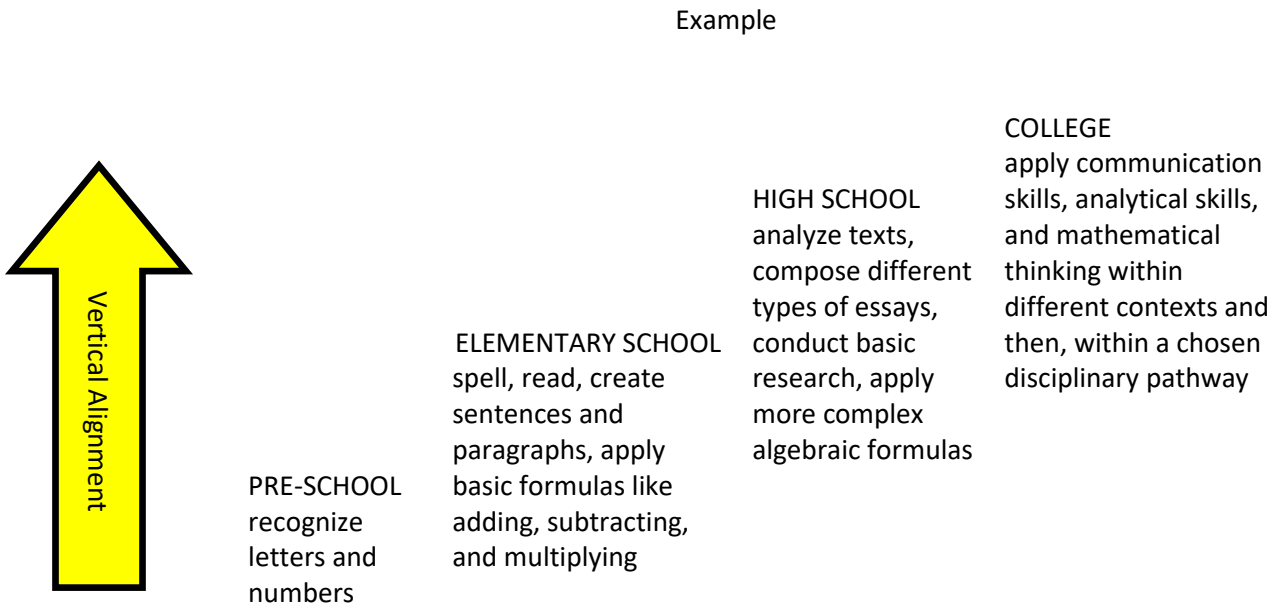 Example
Vertical Alignment
PRE-SCHOOL
recognize
letters and
numbers
ELEMENTARY SCHOOL
spell, read, create
sentences and
paragraphs, apply
basic formulas like
adding, subtracting,
and multiplying
HIGH SCHOOL
analyze texts,
compose different
types of essays,
conduct basic
research, apply
more complex
algebraic formulas
COLLEGE
apply communication
skills, analytical skills,
and mathematical
thinking within
different contexts and
then, within a chosen
disciplinary pathway